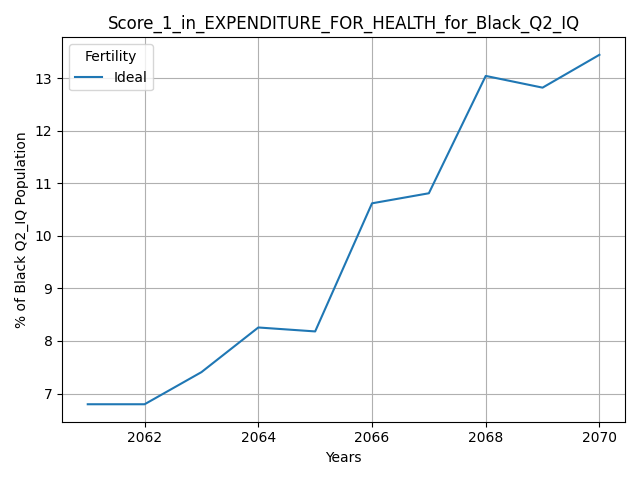 Score_1_in_EXPENDITURE_FOR_HEALTH_for_Black_Q2_IQ
Fertility
Ideal
% of Black Q2_IQ Population
13
12
11
10
9
8
7
2062
2064
2066
2068
2070
Years